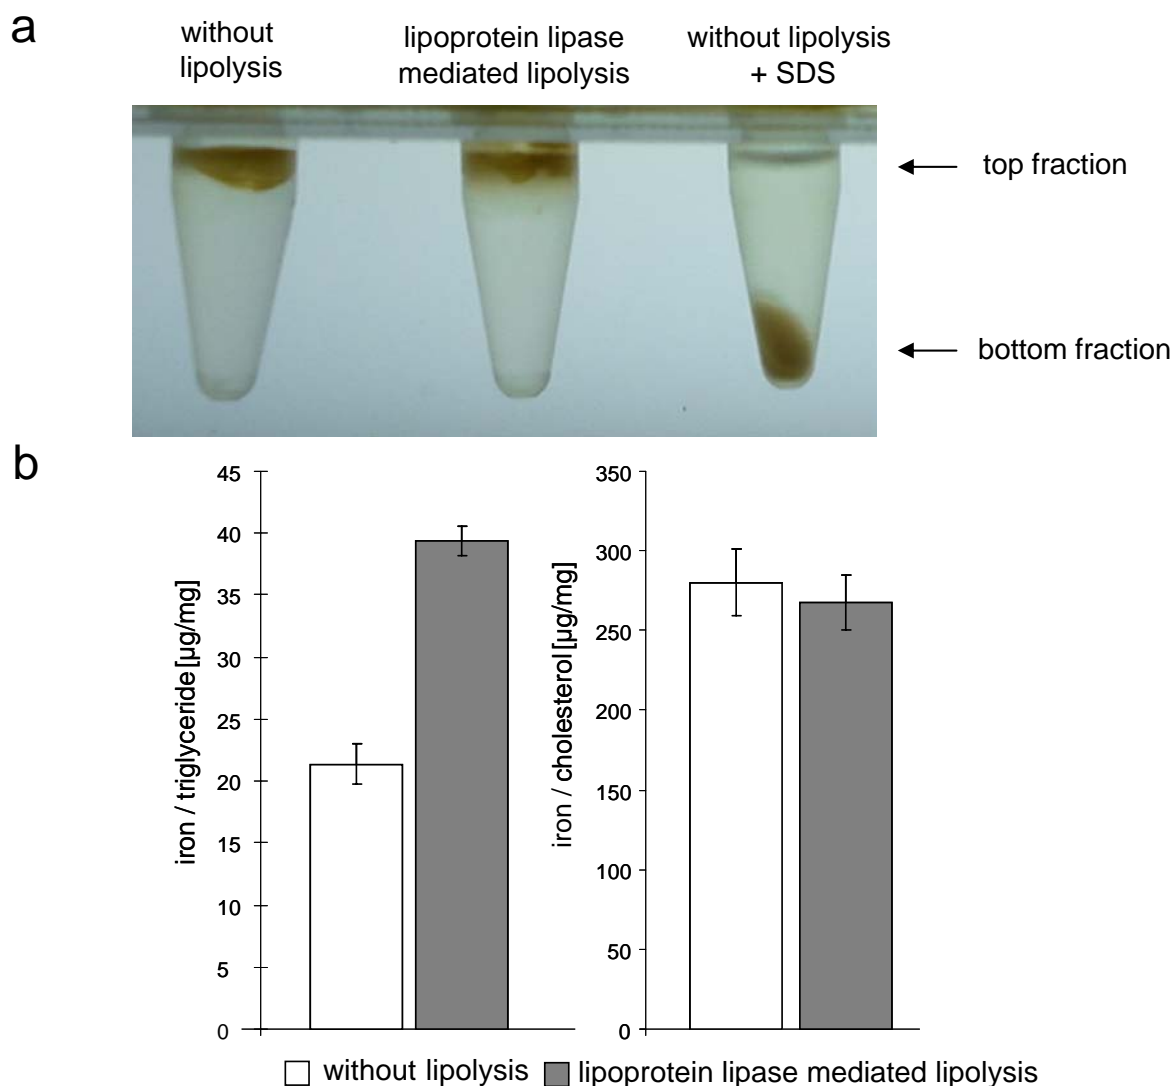 a
without
lipolysis
lipoprotein lipase
mediated lipolysis
without lipolysis
+ SDS
top fraction
bottom fraction
b
45
40
35
30
25
20
15
10
5
0
iron / triglyceride[µg/mg]
350
300
250
200
150
100
50
0
iron / cholesterol[µg/mg]
without lipolysis
lipoprotein lipase mediated lipolysis